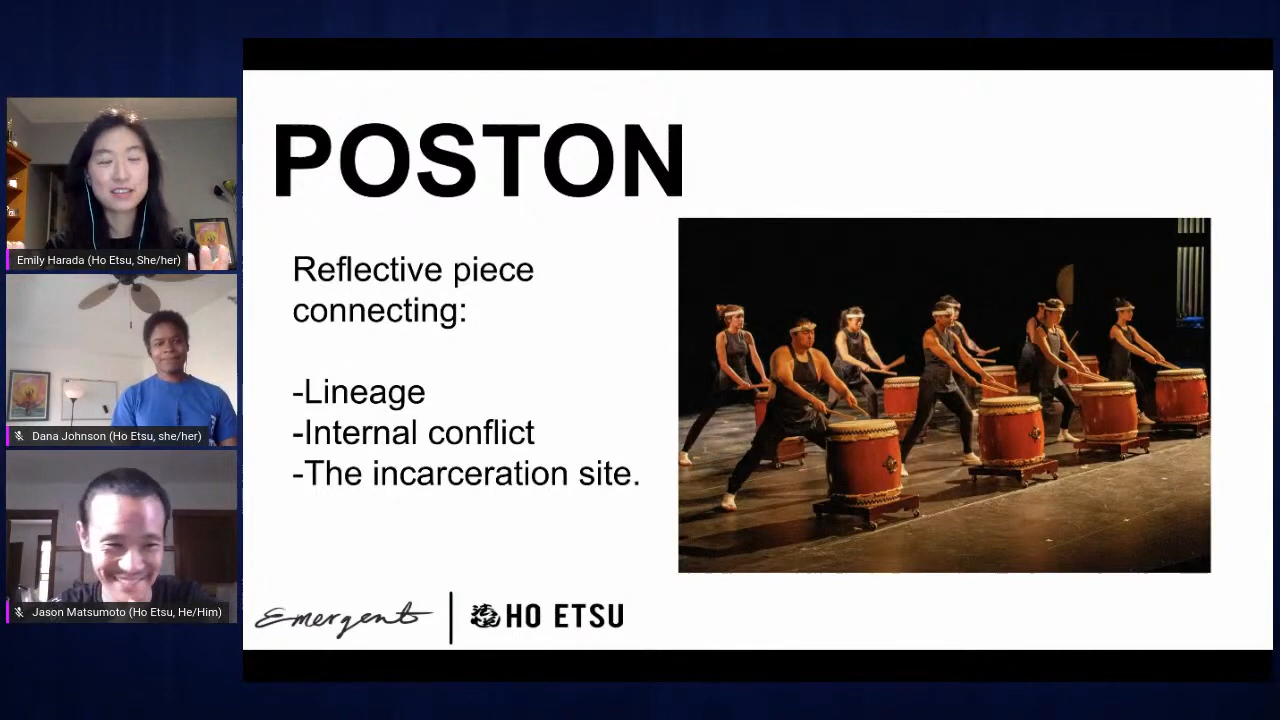 POSTON
Reflective piece
connecting:
-Lineage
-Internal conflict
-The incarceration site.
Emergent
HO ETSU
Emily Harada (Ho Etsu, She/her)
Dana Johnson (Ho Etsu, she/her)
Jason Matsumoto (Ho Etsu, He/Him)